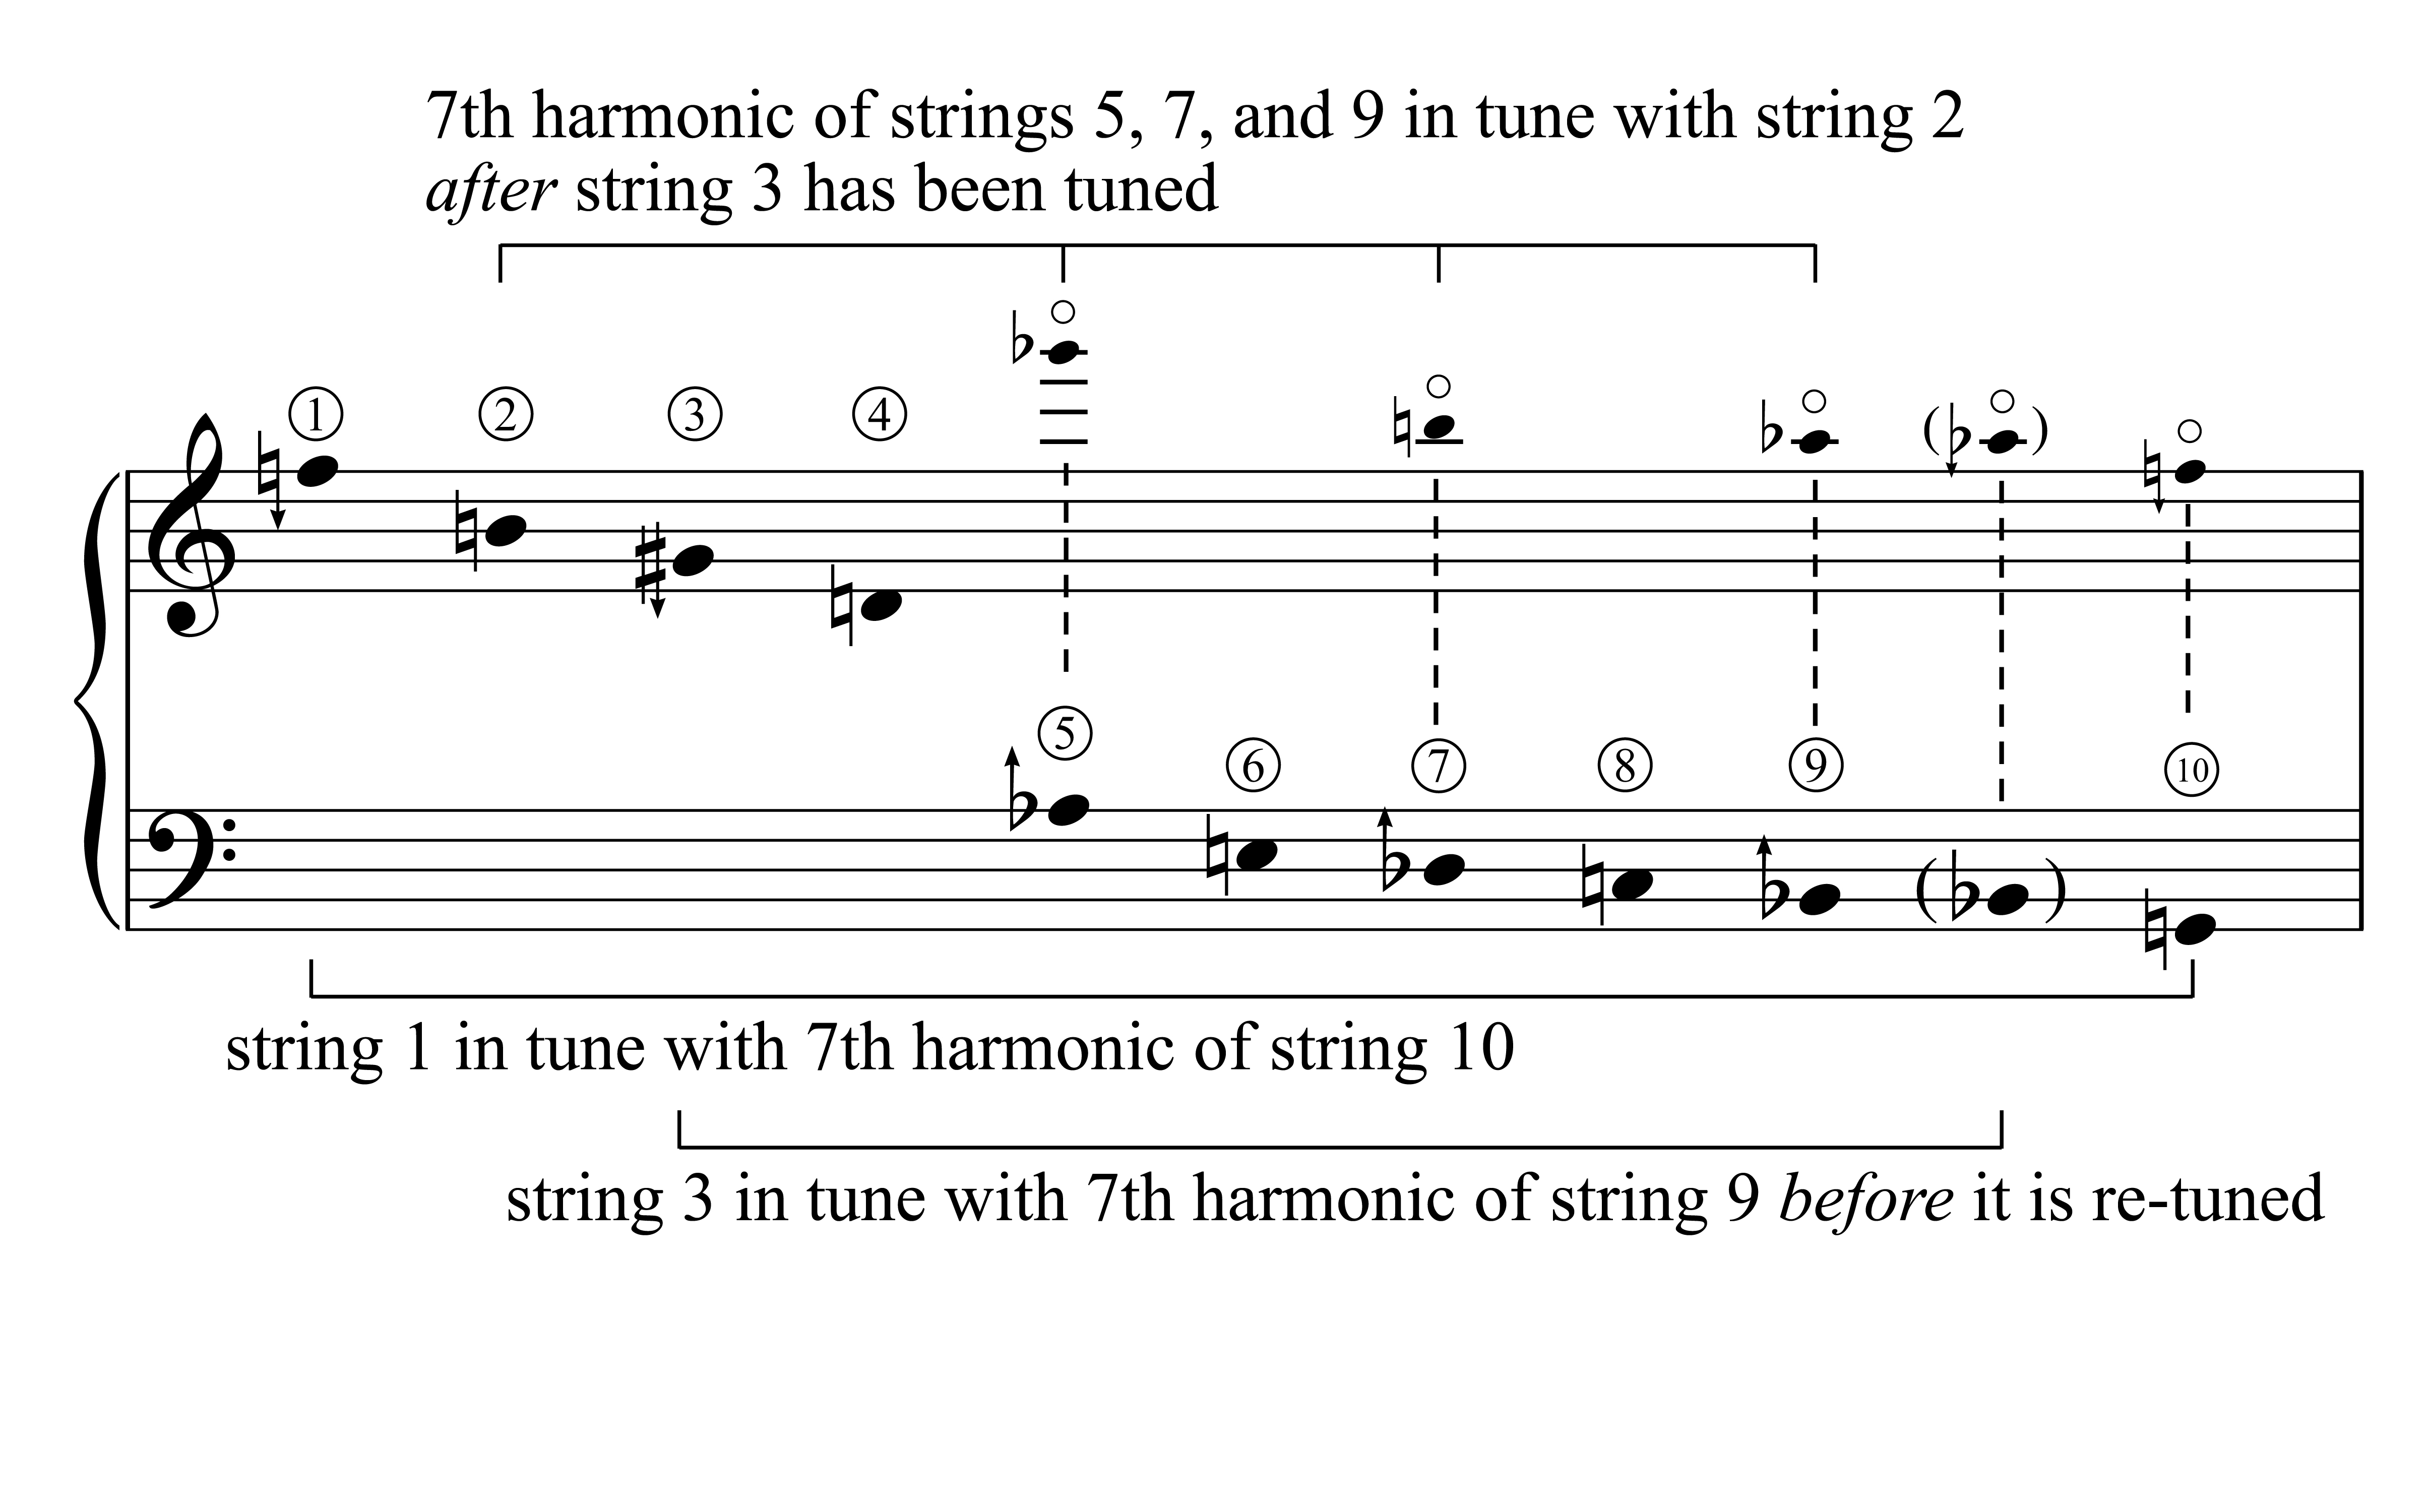 7th harmonic of strings 5, 7, and 9 in tune with string 2
after string 3 has been tuned
1 2 3 4
5 6 7 8 9 10
string 1 in tune with 7th harmonic of string 10
string 3 in tune with 7th harmonic of string 9 before it is re-tuned